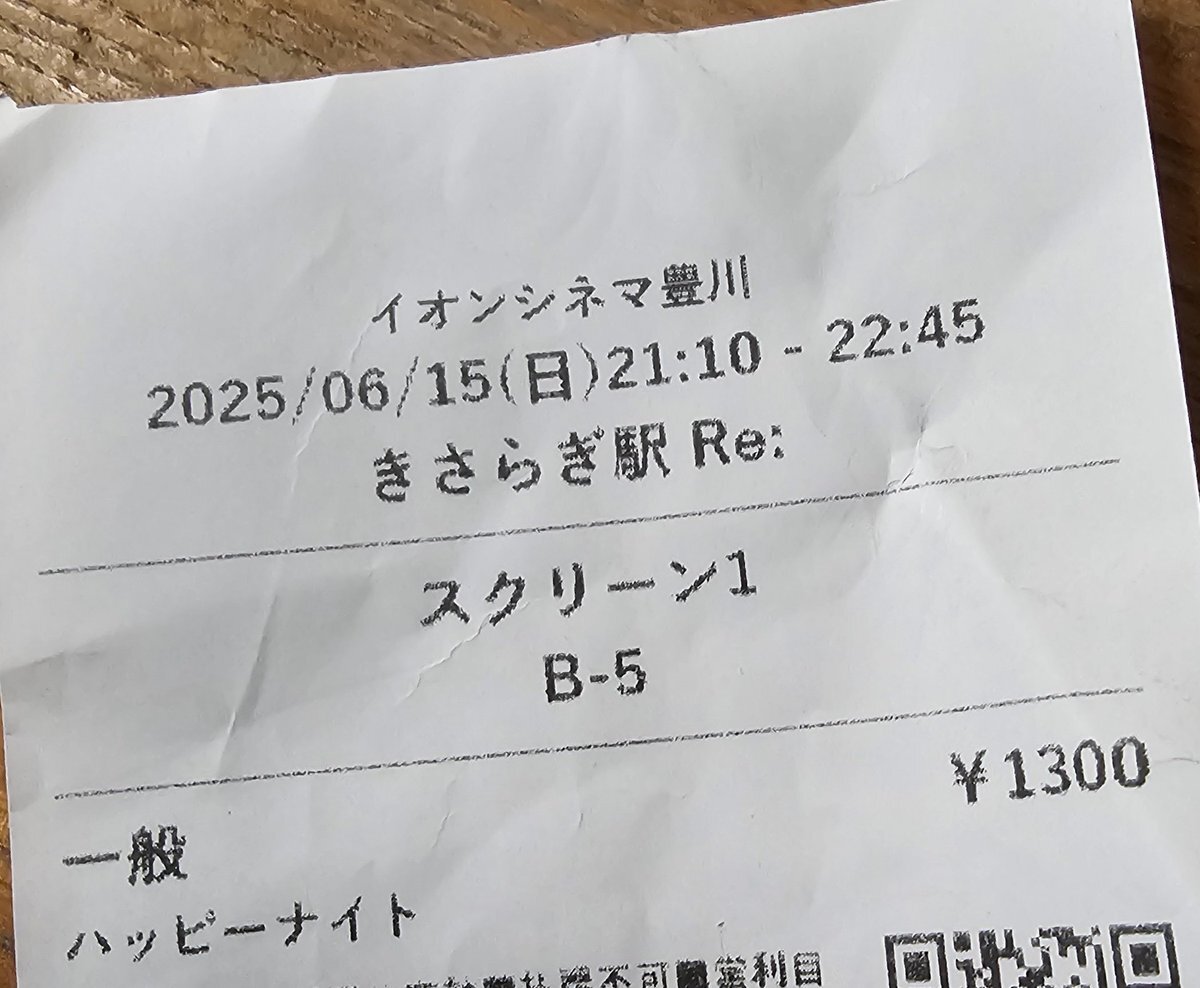 イオンシネマ豊川
2025/06/15(日)21:10 - 22:45
きさらぎ駅 Re:
スクリーン1
B-5
¥1300
一般
ハッピーナイト